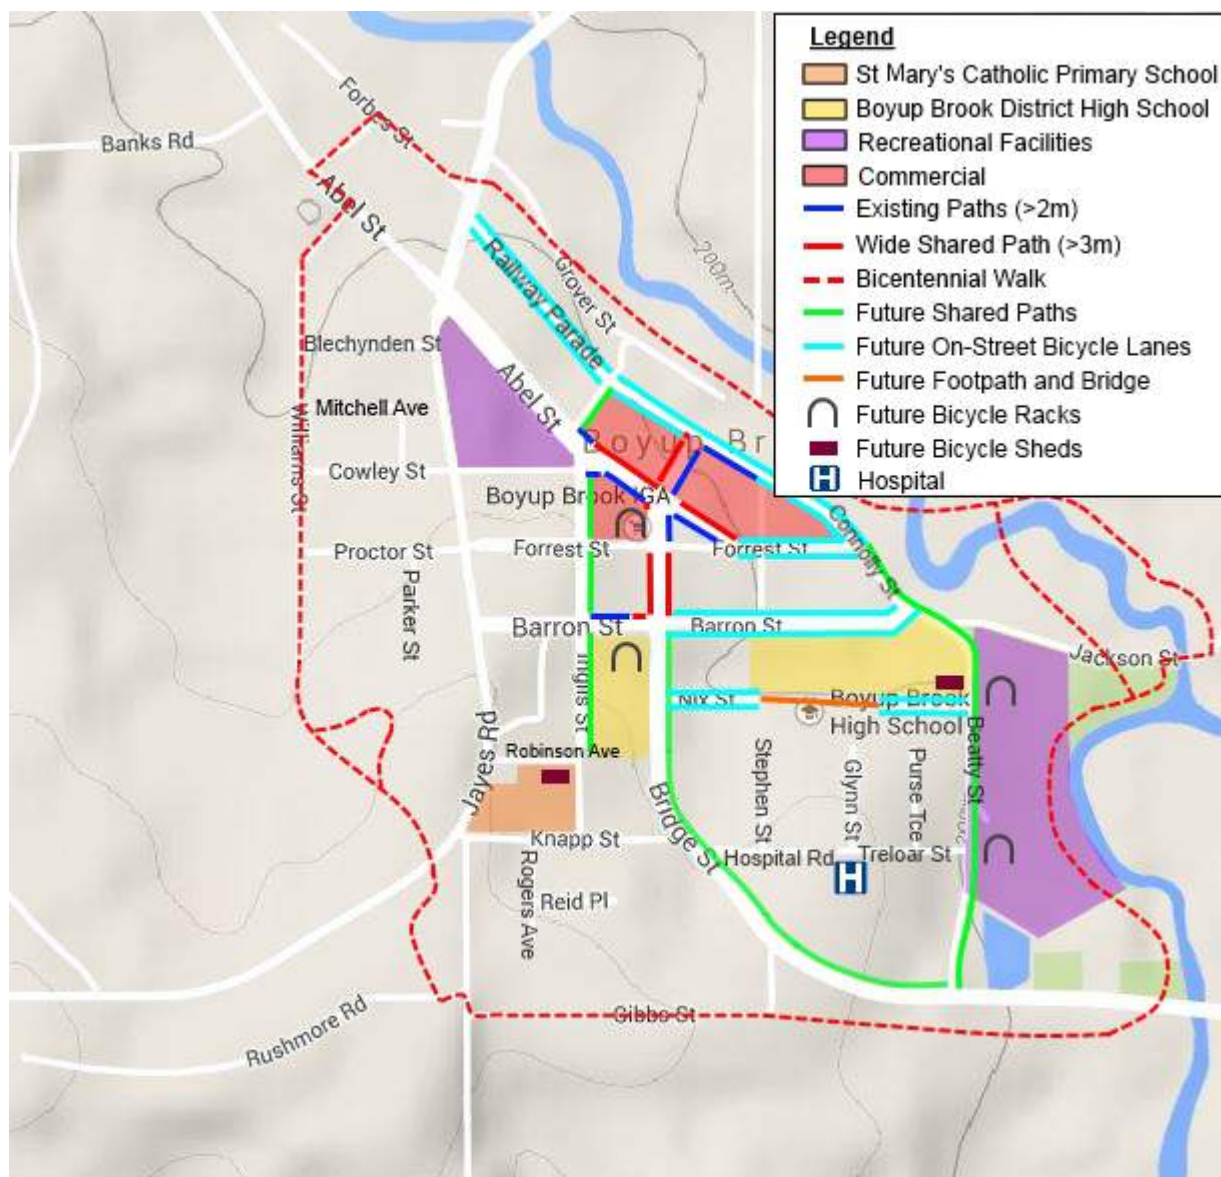 Legend
St Mary's Catholic Primary School
Boyup Brook District High School
Recreational Facilities
Commercial
Existing Paths (>2m)
Wide Shared Path (>3m)
Bicentennial Walk
Future Shared Paths
Future On-Street Bicycle Lanes
Future Footpath and Bridge
Future Bicycle Racks
Future Bicycle Sheds
H Hospital
Forbes St
Banks Rd
Abel St
200m
Railway Parade
Grover St
Blechynden St
Abel St
Mitchell Ave
Williams St
Boyup Br
Cowley St
Boyup Brook IGA
Connolly St
Proctor St
Forrest St
Forrest St
Parker St
Barron St
Barron St
Inglis St
Jackson St
Nix St
Boyup Brook
High School
Beatty St
Jayes Rd
Robinson Ave
Stephen St
Glynn St
Purse Tce
Bridge St
Knapp St
Hospital Rd
Treloar St
H
Rogers Ave
Reid Pl
Rushmore Rd
Gibbs St